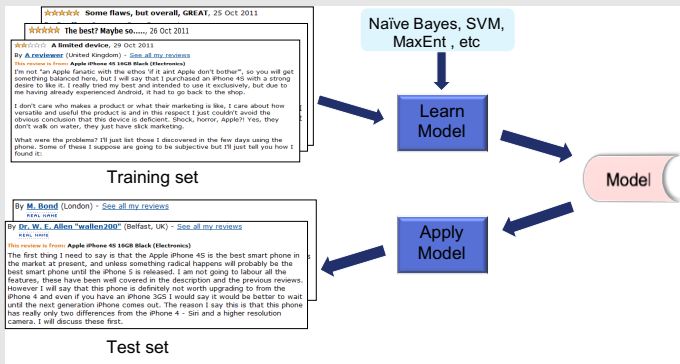 Some flaws, but overall, GREAT, 25 Oct 2011
The best? Maybe so....., 26 Oct 2011
A limited device, 29 Oct 2011
By A reviewer (United Kingdom) - See all my reviews
This review is from: Apple iPhone 4S 16GB Black (Electronics)
I'm not "an Apple fanatic with the ethos 'if it aint Apple don't bother'", so you will get
something balanced here, but I will say that I purchased an iPhone 4S with a strong
desire to like it. I really tried my best and intended to use it exclusively, but due to
me having already experienced Android, it had to go back to the shop.
I don't care who makes a product or what their marketing is like, I care about how
versatile and useful the product is and in this respect I just couldn't avoid the
obvious conclusion that this device is deficient. Shock, horror, Apple?! Yes, they
don't walk on water, they just have slick marketing.
What were the problems? I'll just list those I discovered in the few days using the
phone. Some of these I suppose are going to be subjective but I'll just tell you how I
found it:
Training set
Naïve Bayes, SVM,
MaxEnt , etc
Learn
Model
Model
Apply
Model
By M. Bond (London) - See all my reviews
REAL NAME
By Dr. W. E. Allen "wallen200" (Belfast, UK) - See all my reviews
REAL NAME
This review is from: Apple iPhone 4S 16GB Black (Electronics)
The first thing I need to say is that the Apple iPhone 4S is the best smart phone in
the market at present, and unless something radical happens will probably be the
best smart phone until the iPhone 5 is released. I am not going to labour all the
features, these have been well covered in the description and the previous reviews.
However I will say that this phone is definitely not worth upgrading to from the
iPhone 4 and even if you have an iPhone 3GS I would say it would be better to wait
until the next generation iPhone comes out. The reason I say this is that this phone
has really only two differences from the iPhone 4 - Siri and a higher resolution
camera. I will discuss these first.
Test set